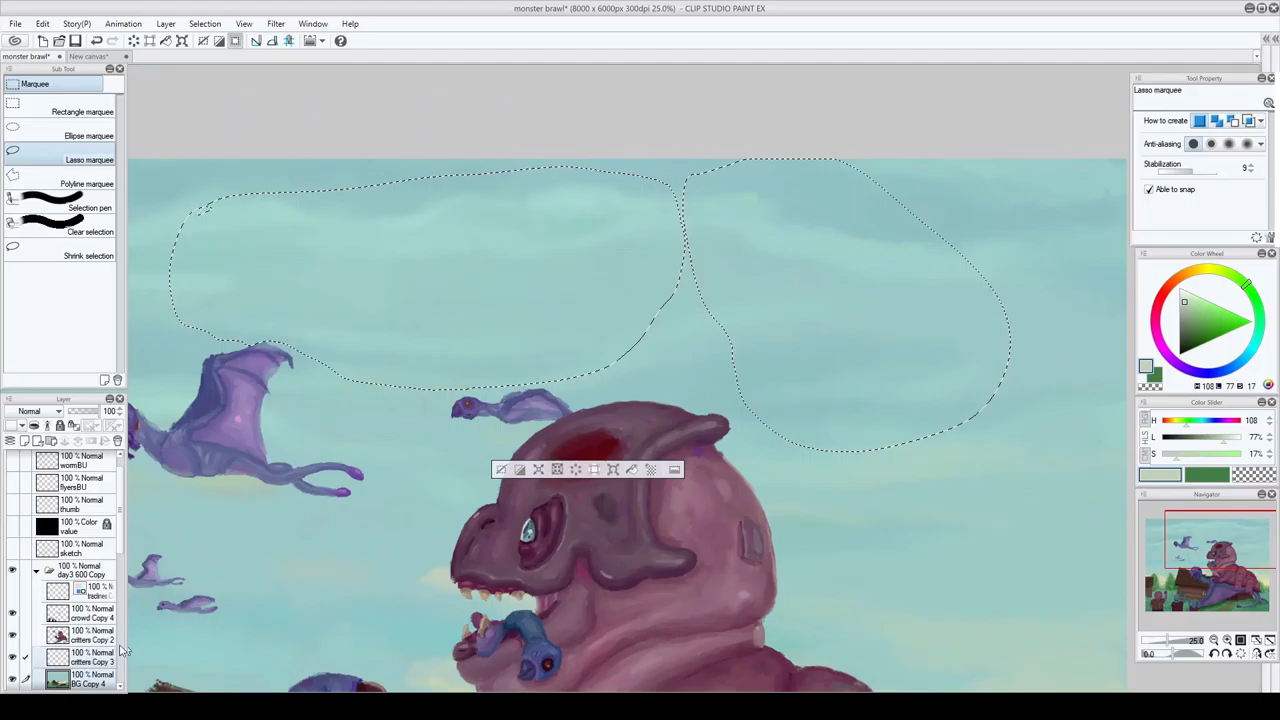 monster brawl* (8000 x 6000px 300dpi 25.0%) - CLIP STUDIO PAINT EX
File Edit Story(P) Animation Layer Selection View Filter Window Help
monster brawl* New canvas*
Sub Tool
Marquee
Rectangle marquee
Ellipse marquee
Lasso marquee
Polyline marquee
Selection pen
Clear selection
Shrink selection
Layer
Normal 100
100 % Normal
wormBU
100 % Normal
flyersBU
100 % Normal
thumb
100 % Color
value
100 % Normal
sketch
100 % Normal
day3 600 Copy
100 % N
100 % Normal
crowd Copy 4
100 % Normal
critters Copy 2
100 % Normal
critters Copy 3
100 % Normal
BG Copy 4
Tool Property
Lasso marquee
How to create
Anti-aliasing
Stabilization
9
Able to snap
Color Wheel
108 77 17
Color Slider
H 108
L 77%
S 17%
RGB
HLS
Navigator
25.0
0.0